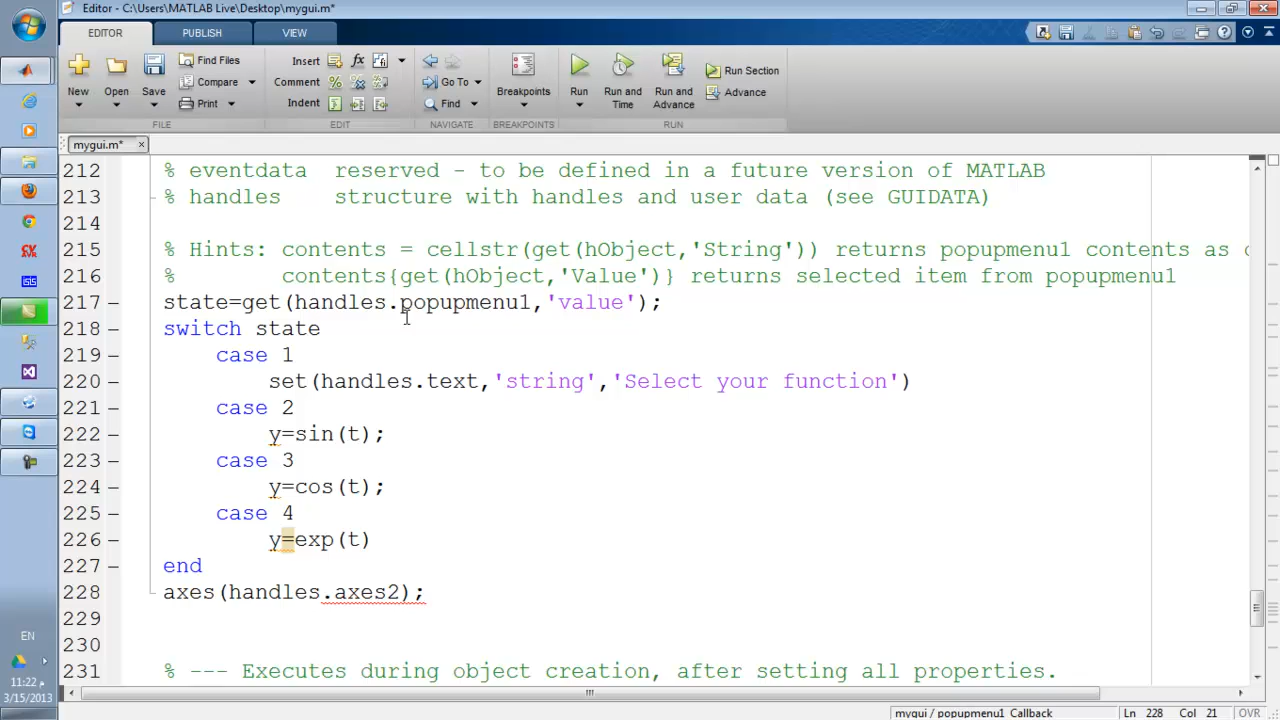 Editor - C:\Users\MATLAB Live\Desktop\mygui.m*
EDITOR PUBLISH VIEW
Find Files Insert fx
New Open Save Compare Comment Go To Breakpoints Run Run and Time Run and Advance Run Section Advance
Print Indent Find
FILE EDIT NAVIGATE BREAKPOINTS RUN
mygui.m*
212 % eventdata reserved - to be defined in a future version of MATLAB
213 % handles structure with handles and user data (see GUIDATA)
214
215 % Hints: contents = cellstr(get(hObject,'String')) returns popupmenu1 contents as c
216 % contents{get(hObject,'Value')} returns selected item from popupmenu1
217 – state=get(handles.popupmenu1,'value');
218 – switch state
219 – case 1
220 – set(handles.text,'string','Select your function')
221 – case 2
222 – y=sin(t);
223 – case 3
224 – y=cos(t);
225 – case 4
226 – y=exp(t)
227 – end
228 – axes(handles.axes2);
229
230
231 % --- Executes during object creation, after setting all properties.
mygui / popupmenu1_Callback Ln 228 Col 21 OVR
EN
11:22 م
3/15/2013